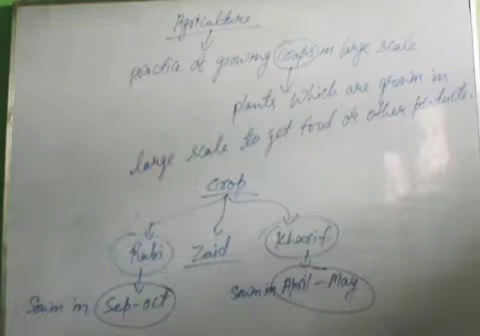 Agriculture
practice of growing crops in large scale
plants which are grown in
large scale to get food or other products.
Crop
Rabi Zaid Kharif
Sown in Sep-oct Sown in April-May